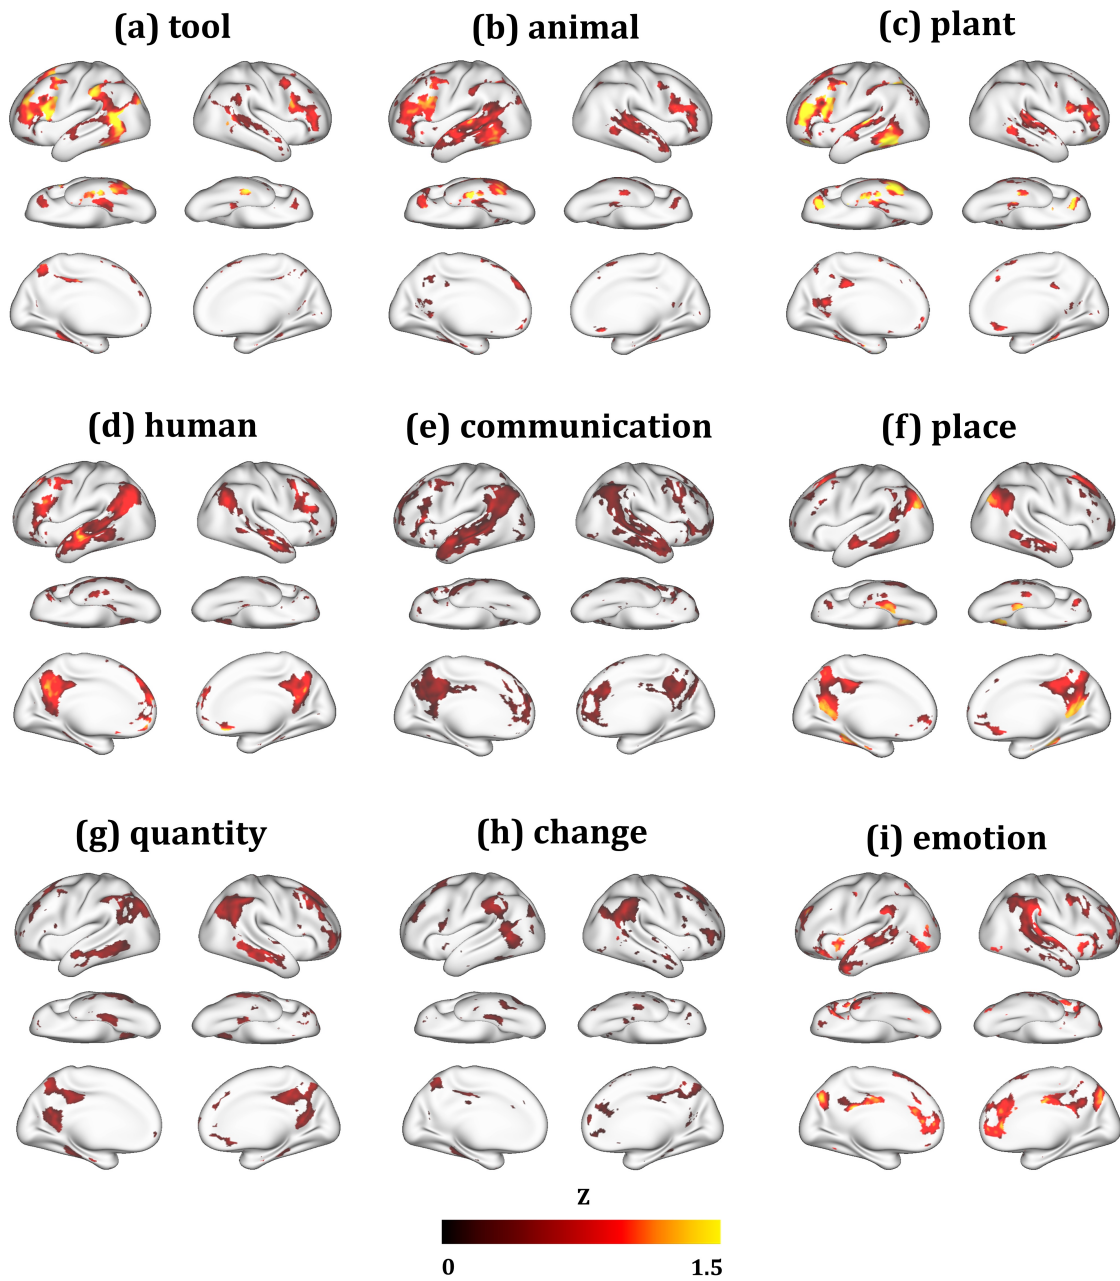 (a) tool
(b) animal
(c) plant
(d) human
(e) communication
(f) place
(g) quantity
(h) change
(i) emotion
z
0
1.5